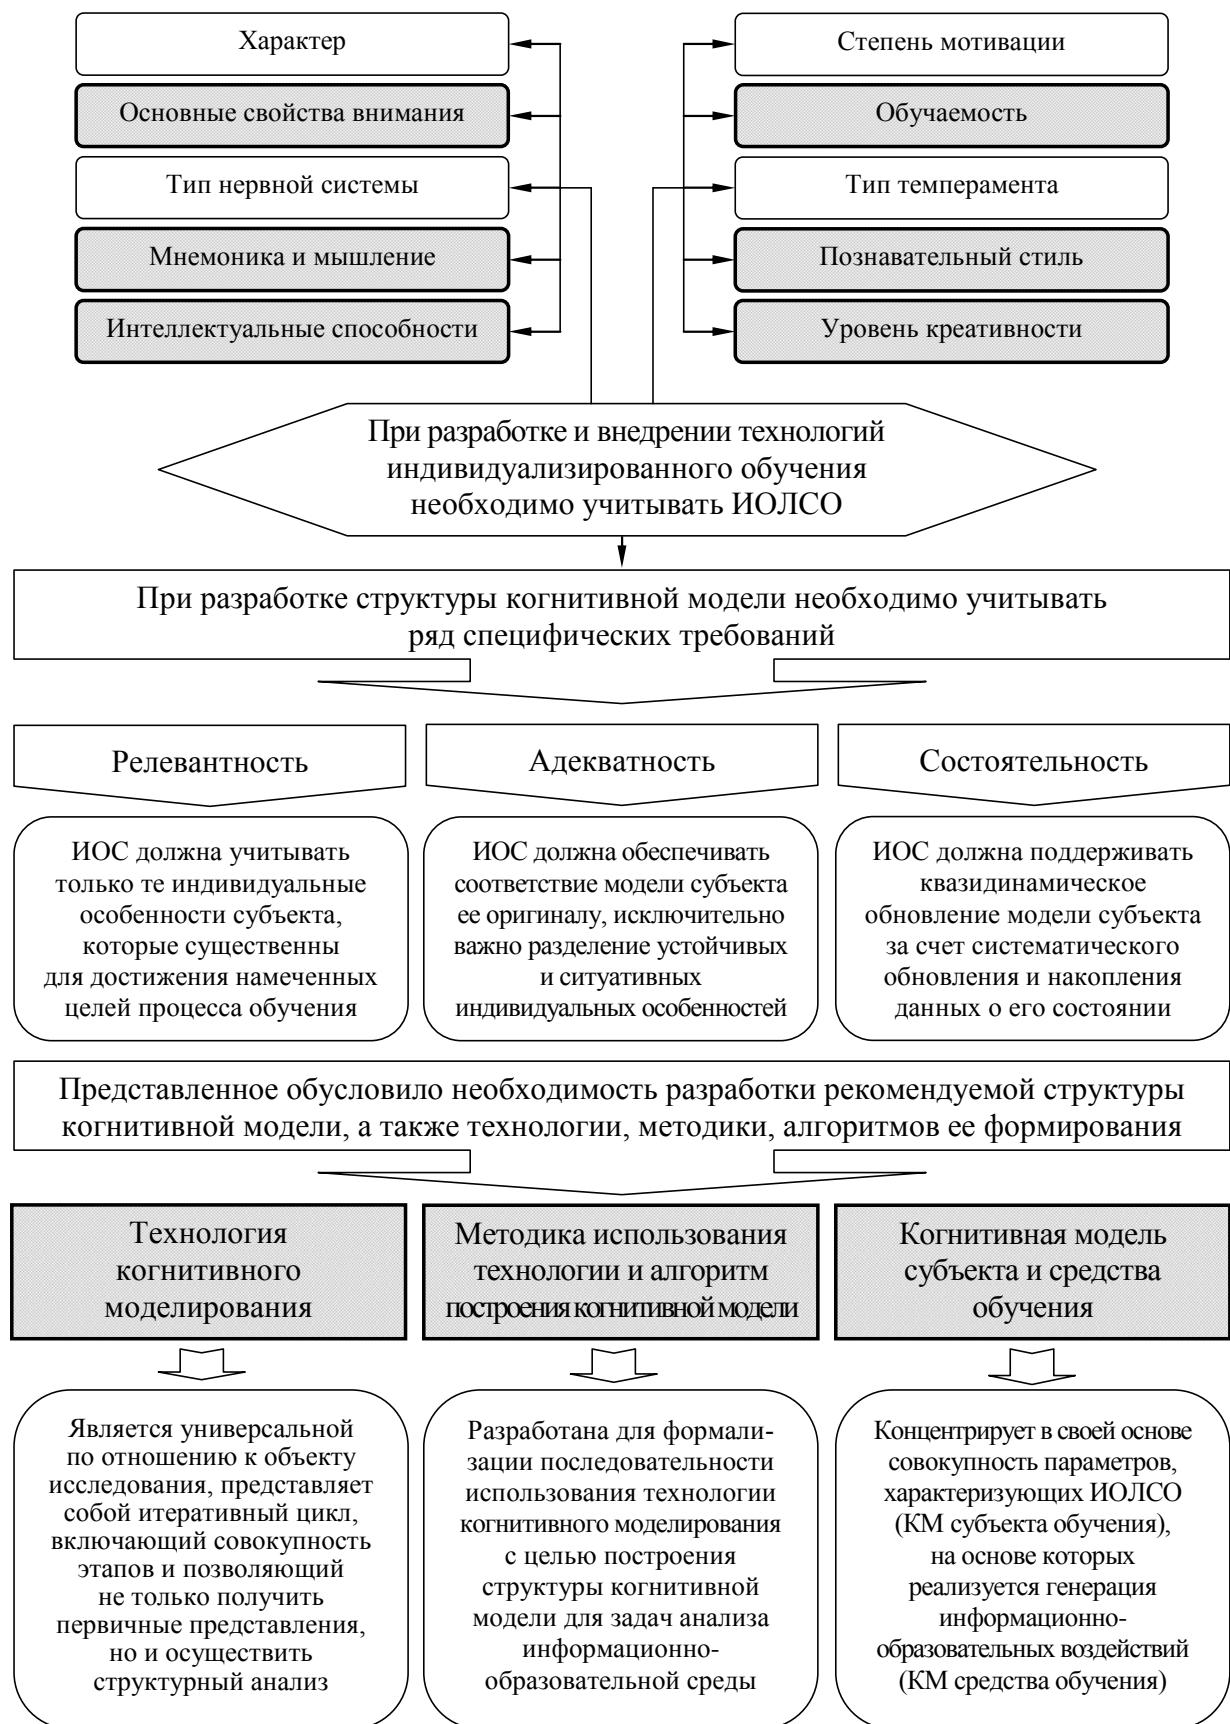 Характер
Степень мотивации
Основные свойства внимания
Обучаемость
Тип нервной системы
Тип темперамента
Мнемоника и мышление
Познавательный стиль
Интеллектуальные способности
Уровень креативности
При разработке и внедрении технологий
индивидуализированного обучения
необходимо учитывать ИОЛСО
При разработке структуры когнитивной модели необходимо учитывать
ряд специфических требований
Релевантность
Адекватность
Состоятельность
ИОС должна учитывать
только те индивидуальные
особенности субъекта,
которые существенны
для достижения намеченных
целей процесса обучения
ИОС должна обеспечивать
соответствие модели субъекта
ее оригиналу, исключительно
важно разделение устойчивых
и ситуативных
индивидуальных особенностей
ИОС должна поддерживать
квазидинамическое
обновление модели субъекта
за счет систематического
обновления и накопления
данных о его состоянии
Представленное обусловило необходимость разработки рекомендуемой структуры
когнитивной модели, а также технологии, методики, алгоритмов ее формирования
Технология
когнитивного
моделирования
Методика использования
технологии и алгоритм
построения когнитивной модели
Когнитивная модель
субъекта и средства
обучения
Является универсальной
по отношению к объекту
исследования, представляет
собой итеративный цикл,
включающий совокупность
этапов и позволяющий
не только получить
первичные представления,
но и осуществить
структурный анализ
Разработана для формали-
зации последовательности
использования технологии
когнитивного моделирования
с целью построения
структуры когнитивной
модели для задач анализа
информационно-
образовательной среды
Концентрирует в своей основе
совокупность параметров,
характеризующих ИОЛСО
(КМ субъекта обучения),
на основе которых
реализуется генерация
информационно-
образовательных воздействий
(КМ средства обучения)